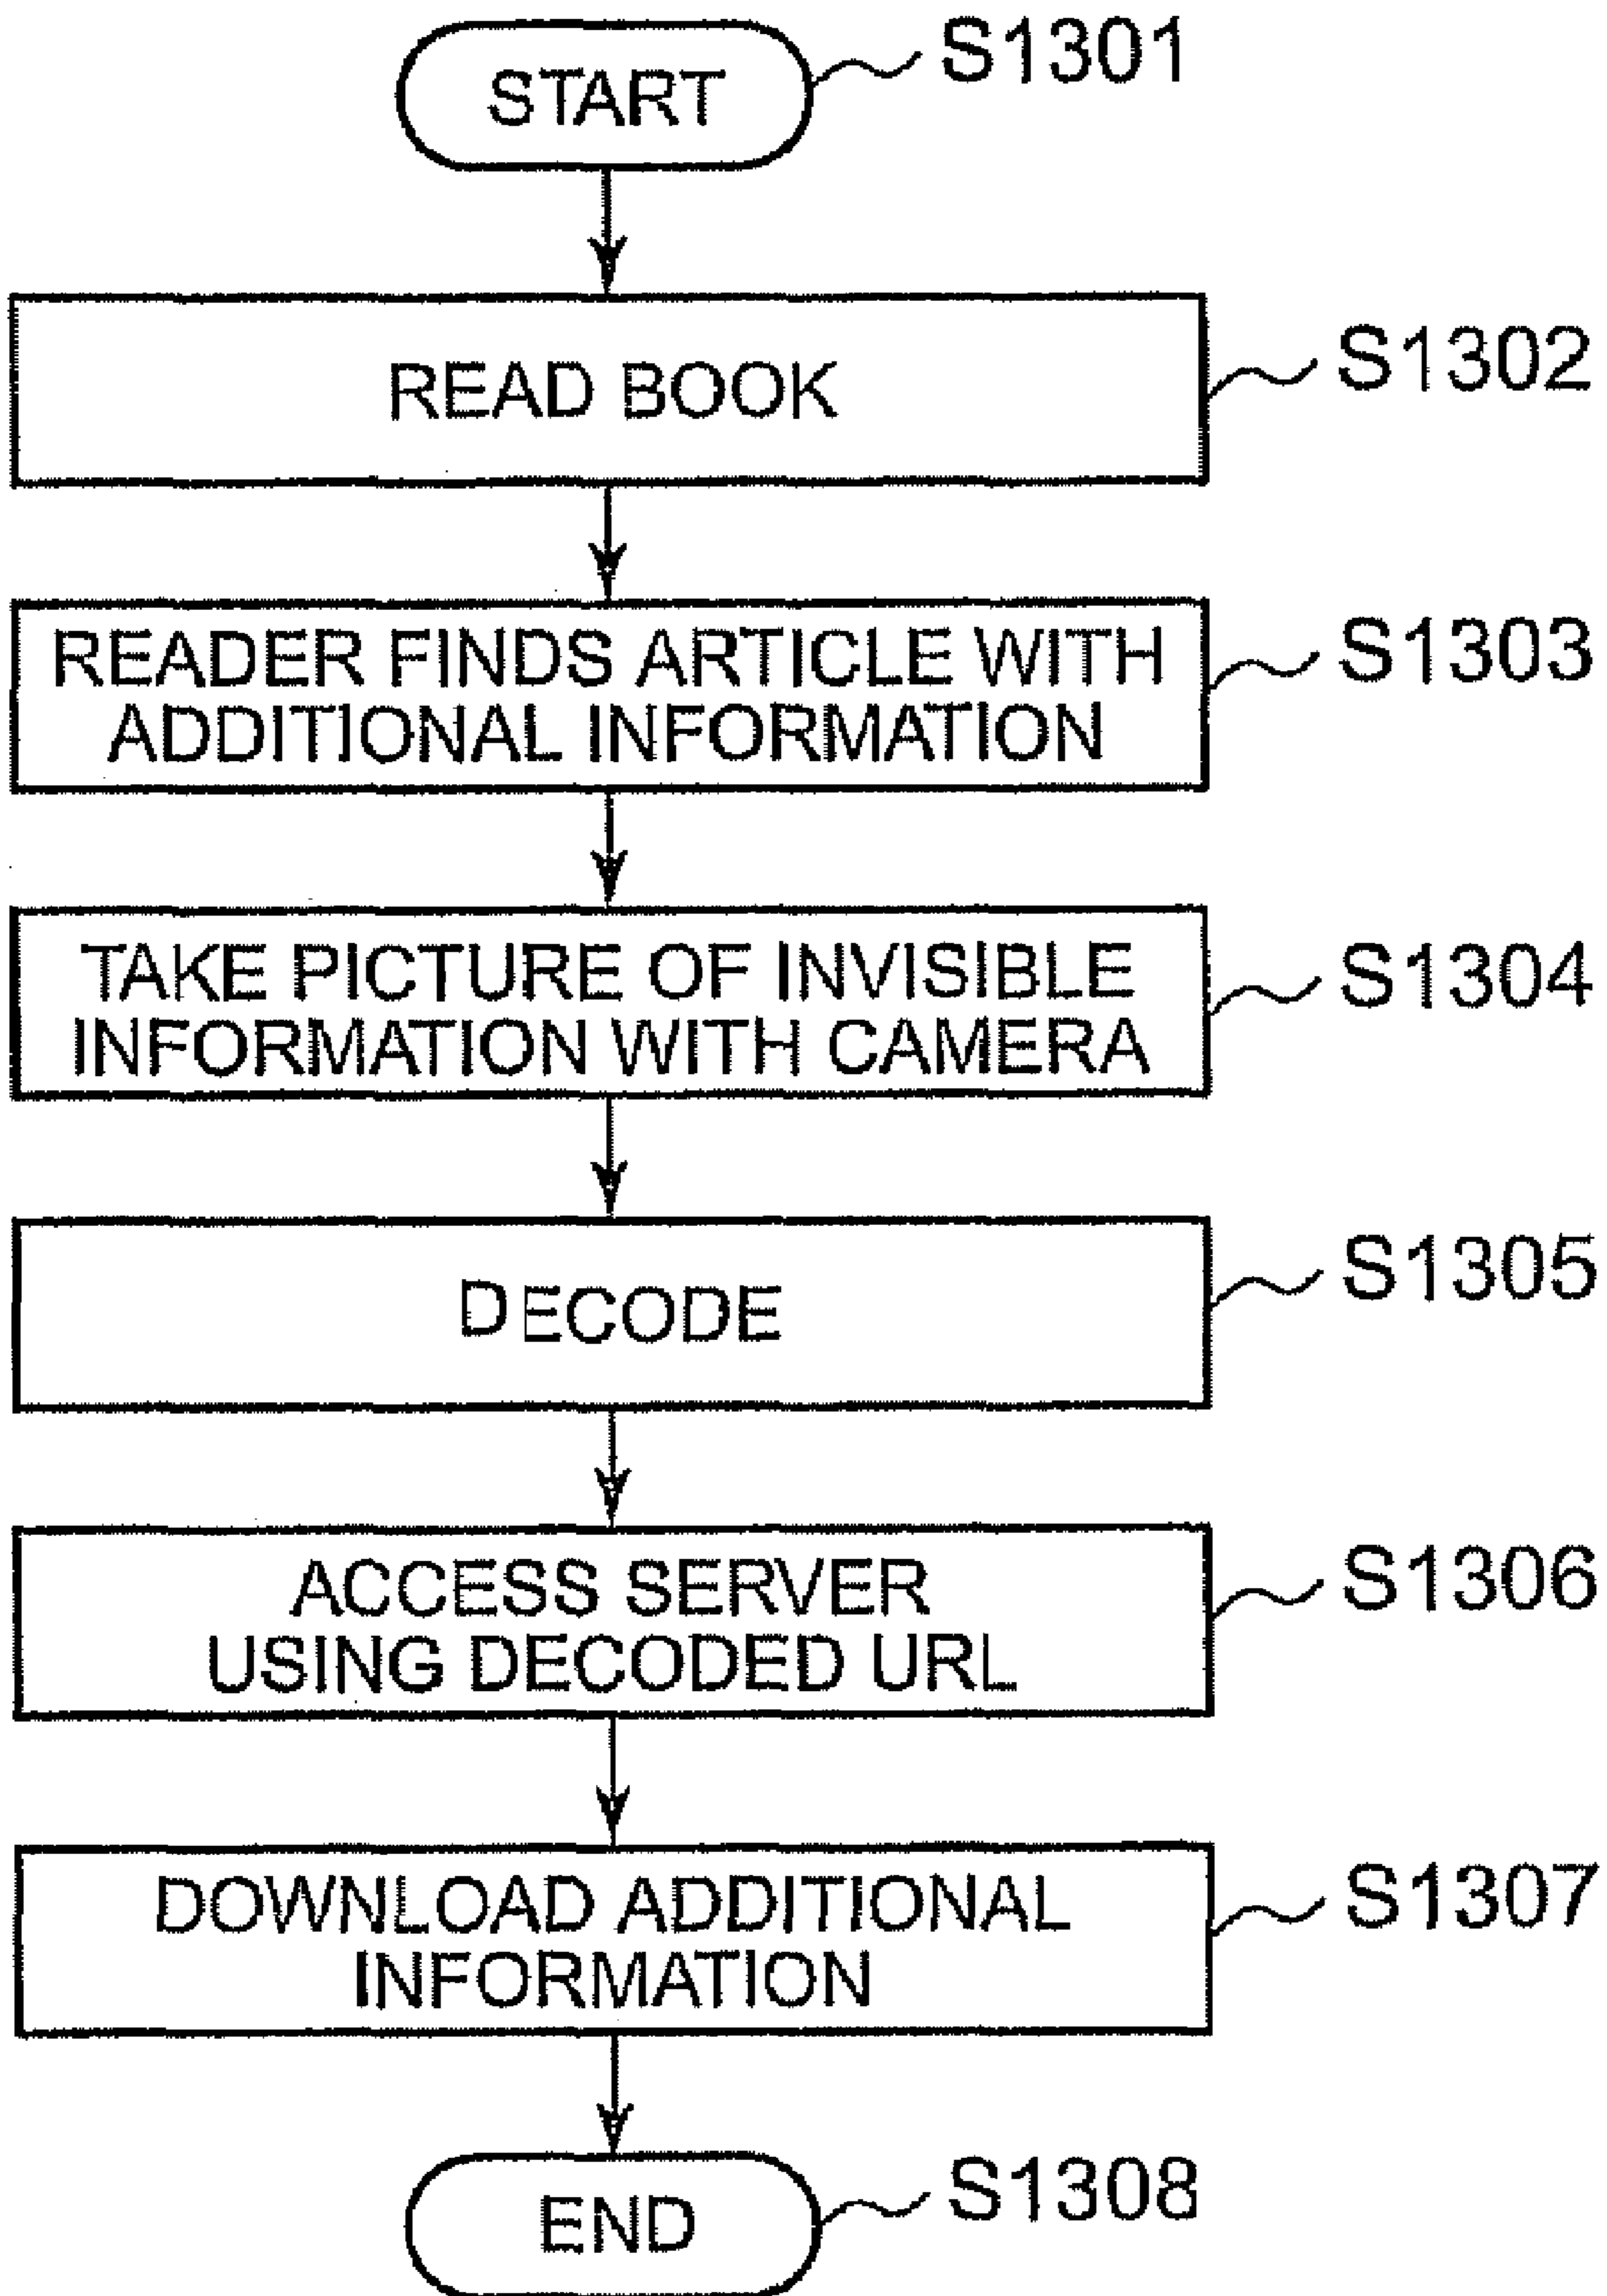 START
S1301
READ BOOK
S1302
READER FINDS ARTICLE WITH
ADDITIONAL INFORMATION
S1303
TAKE PICTURE OF INVISIBLE
INFORMATION WITH CAMERA
S1304
DECODE
S1305
ACCESS SERVER
USING DECODED URL
S1306
DOWNLOAD ADDITIONAL
INFORMATION
S1307
END
S1308